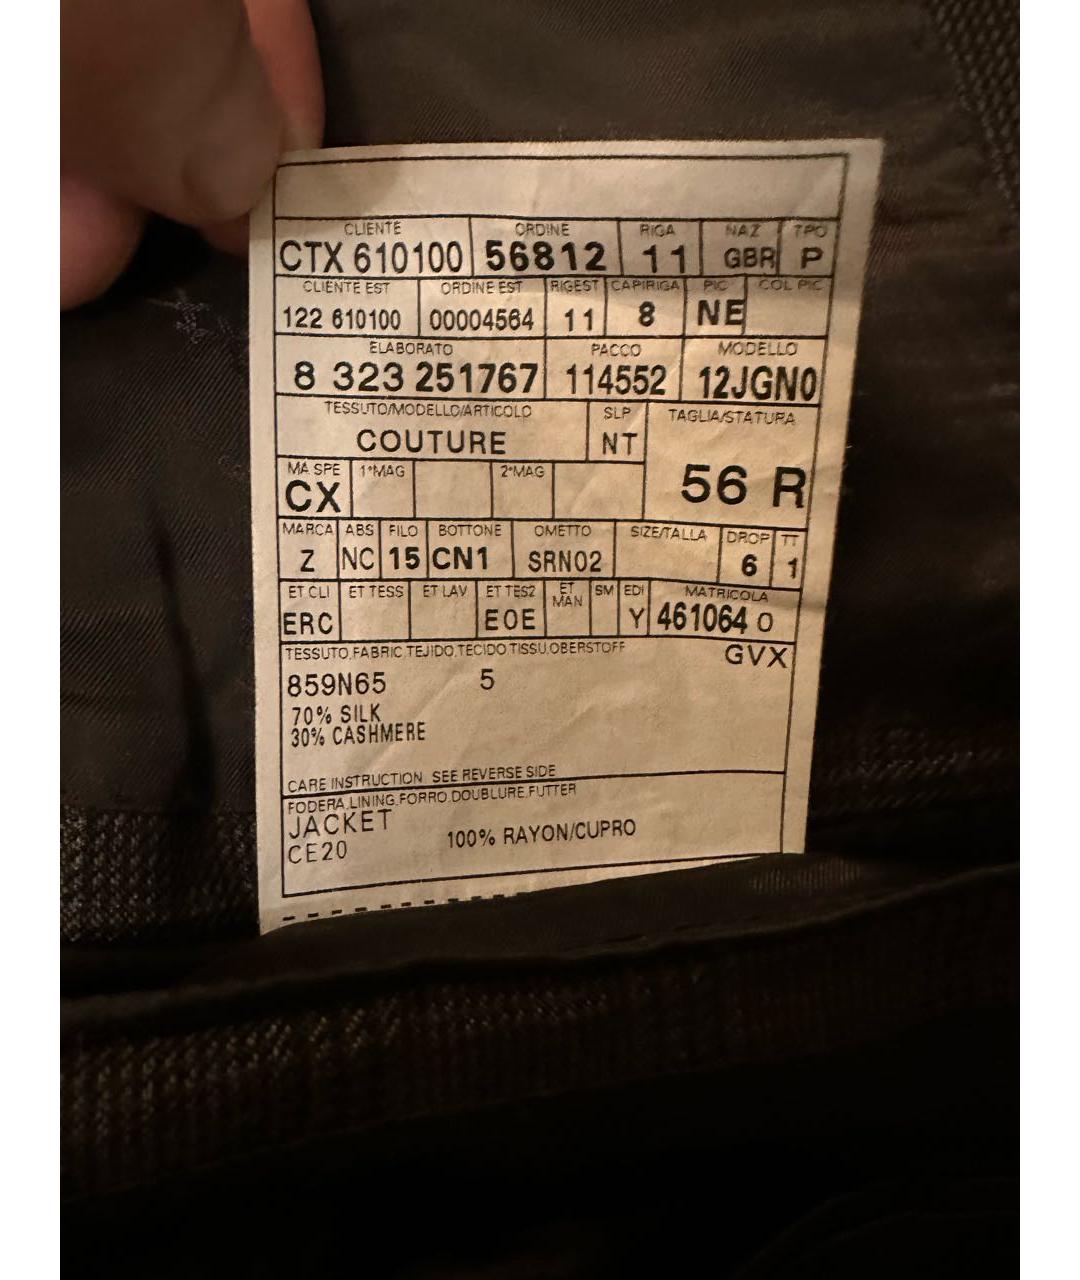 CLIENTE ORDINE RIGA NAZ TPO
CTX 610100 56812 11 GBR P
CLIENTE EST ORDINE EST RIGEST CAPIRIGA PIC COL PIC
122 610100 00004564 11 8 NE
ELABORATO PACCO MODELLO
8 323 251767 114552 12JGN0
TESSUTO/MODELLO/ARTICOLO SLP TAGLIA/STATURA
COUTURE NT 56 R
MA SPE 1°MAG 2°MAG
CX
MARCA ABS FILO BOTTONE OMETTO SIZE/TALLA DROP TT
Z NC 15 CN1 SRN02 6 1
ET CLI ET TESS ET LAV ET TES2 ET MAN SM EDI MATRICOLA
ERC EOE Y 461064 0
TESSUTO.FABRIC.TEJIDO.TECIDO.TISSU.OBERSTOFF GVX
859N65 5
70% SILK
30% CASHMERE
CARE INSTRUCTION SEE REVERSE SIDE
FODERA.LINING.FORRO.DOUBLURE.FUTTER
JACKET
CE20 100% RAYON/CUPRO